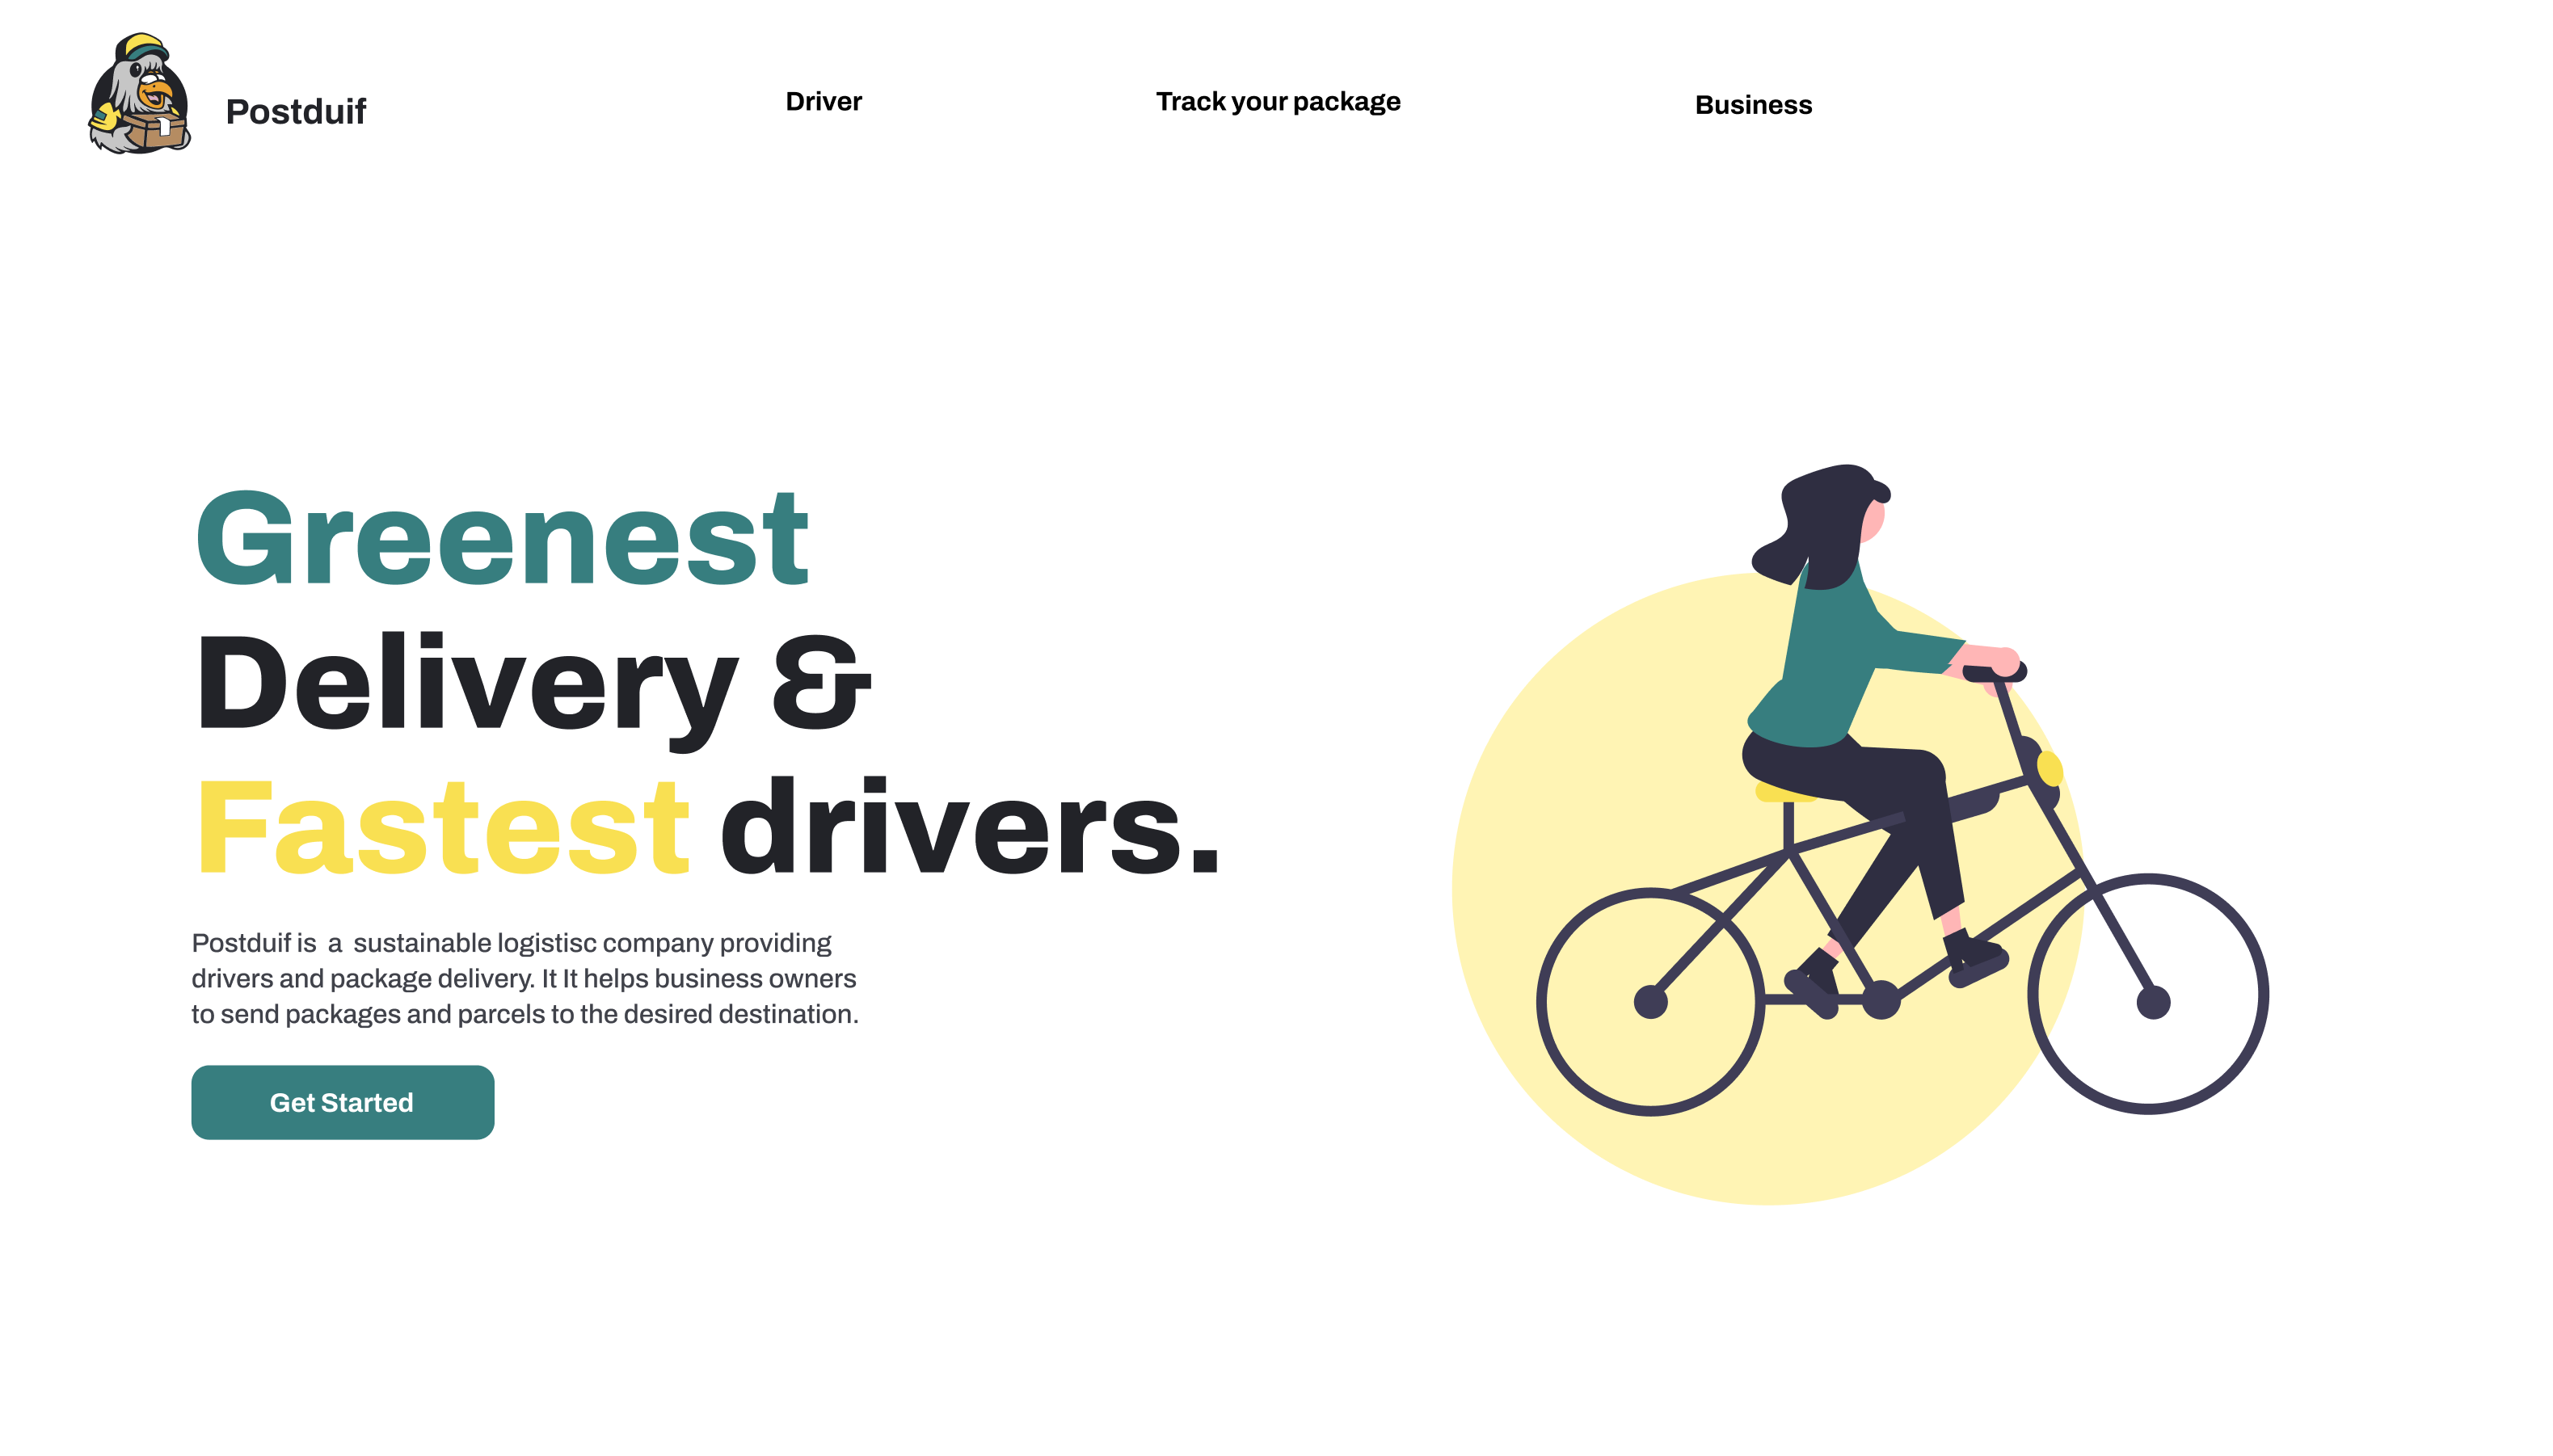 Postduif
Driver
Track your package
Business
Greenest
Delivery &
Fastest drivers.
Postduif is  a  sustainable logistisc company providing
drivers and package delivery. It It helps business owners
to send packages and parcels to the desired destination.
Get Started